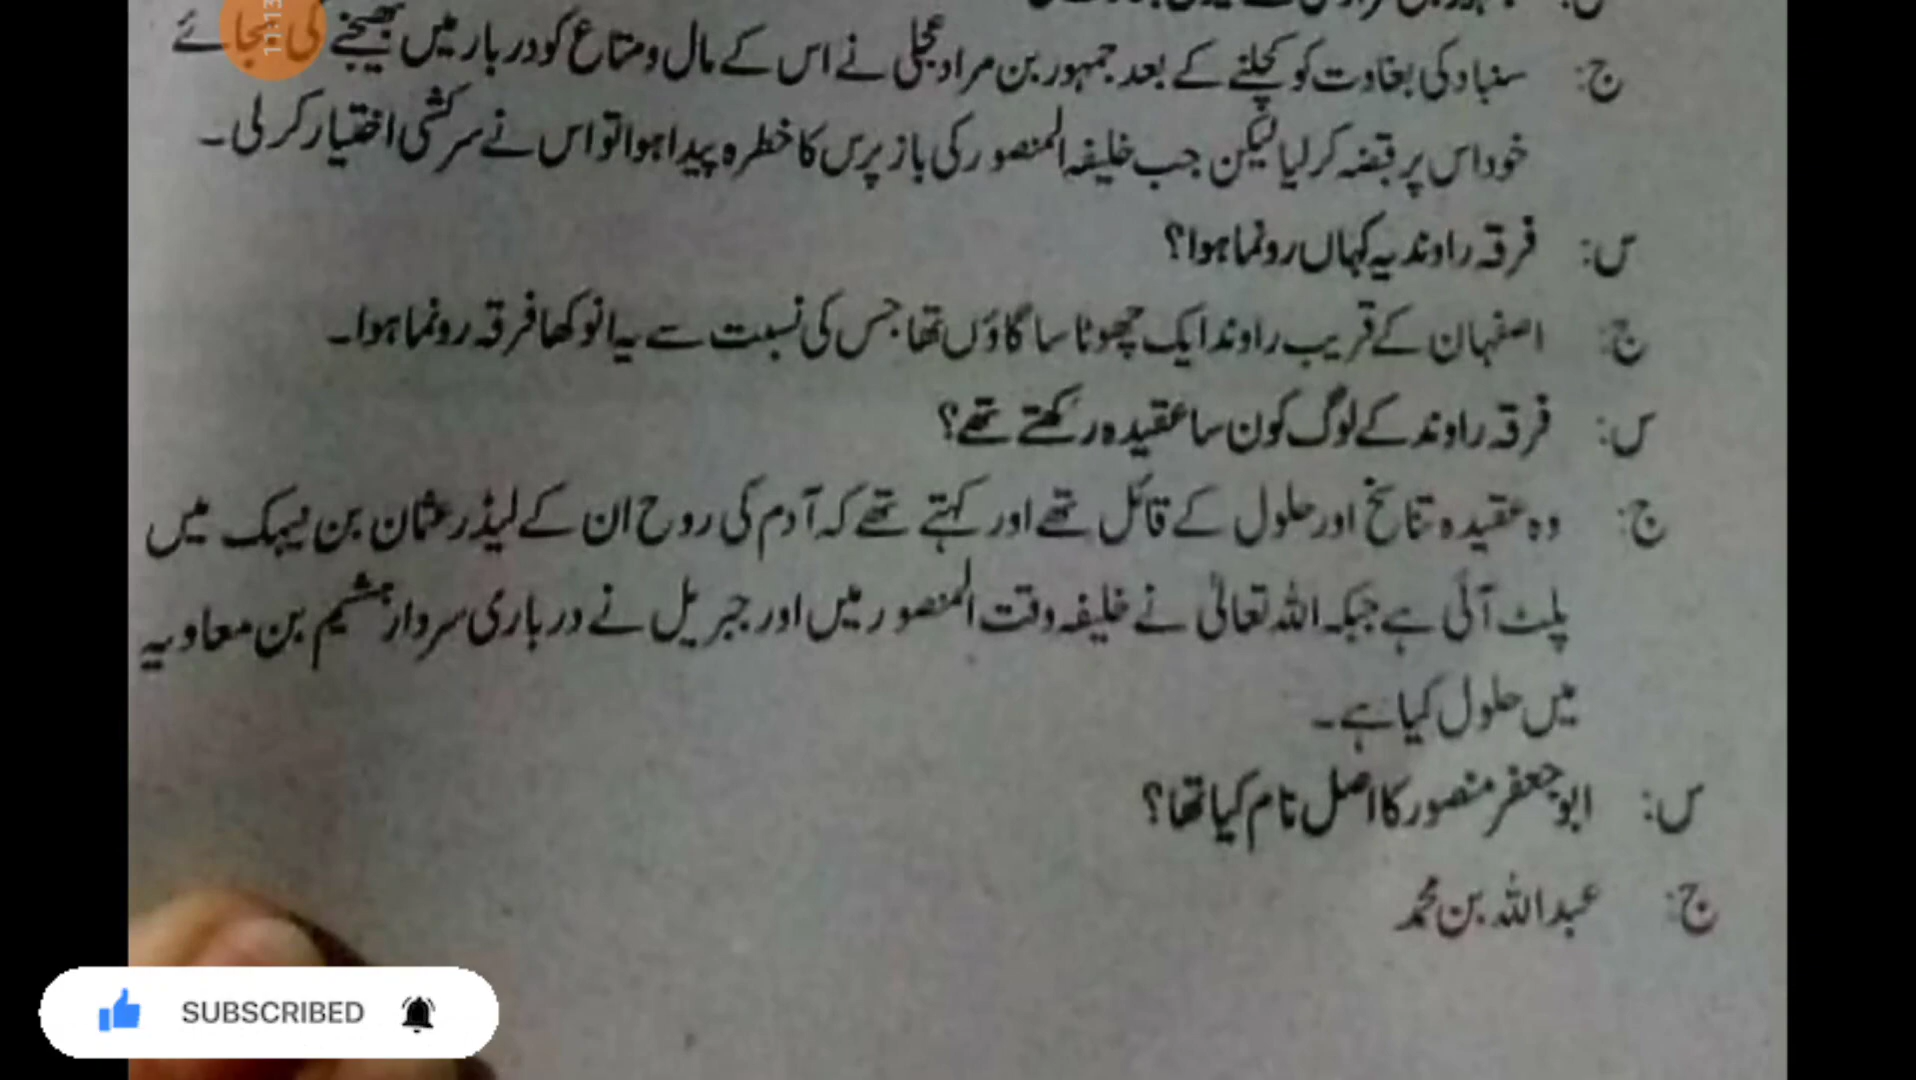 11:13
ج: سنباد کی بغاوت کو کچلنے کے بعد جمہور بن مراد عجلی نے اس کے مال و متاع کو دربار میں بھیجنے کی بجائے
خود اس پر قبضہ کر لیا لیکن جب خلیفہ المنصور کی باز پرس کا خطرہ پیدا ہوا تو اس نے سرکشی اختیار کر لی۔
س: فرقہ راوندیہ کہاں رونما ہوا؟
ج: اصفہان کے قریب راوند ایک چھوٹا سا گاؤں تھا جس کی نسبت سے یہ انوکھا فرقہ رونما ہوا۔
س: فرقہ راوند کے لوگ کون سا عقیدہ رکھتے تھے؟
ج: وہ عقیدہ تناسخ اور حلول کے قائل تھے اور کہتے تھے کہ آدم کی روح ان کے لیڈر عثمان بن نہیک میں
پلٹ آئی ہے جبکہ اللہ تعالیٰ نے خلیفہ وقت المنصور میں اور جبریل نے درباری سردار ہشیم بن معاویہ
میں حلول کیا ہے۔
س: ابو جعفر منصور کا اصل نام کیا تھا؟
ج: عبد اللہ بن محمد
SUBSCRIBED